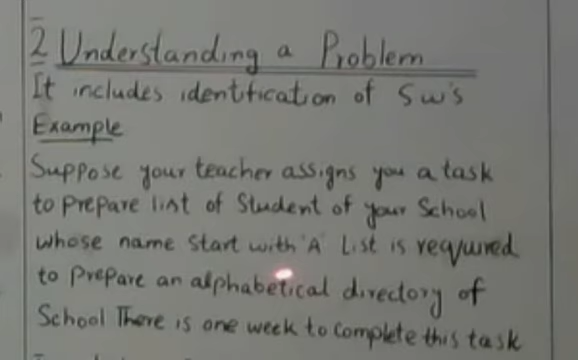 2 Understanding a Problem
It includes identification of 5w's
Example
Suppose your teacher assigns you a task
to prepare list of Student of your School
whose name Start with 'A' List is required
to prepare an alphabetical directory of
School There is one week to complete this task